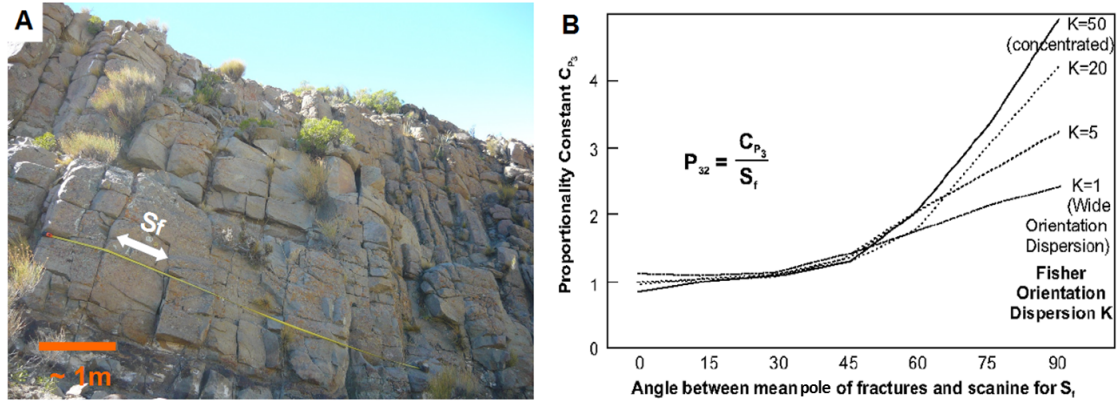 A
Sf
~ 1m
B
Proportionality Constant C_P3
4
3
2
1
0
P32 = C_P3 / Sf
K=50
(concentrated)
K=20
K=5
K=1
(Wide
Orientation
Dispersion)
Fisher
Orientation
Dispersion K
0 15 30 45 60 75 90
Angle between mean pole of fractures and scanine for Sf